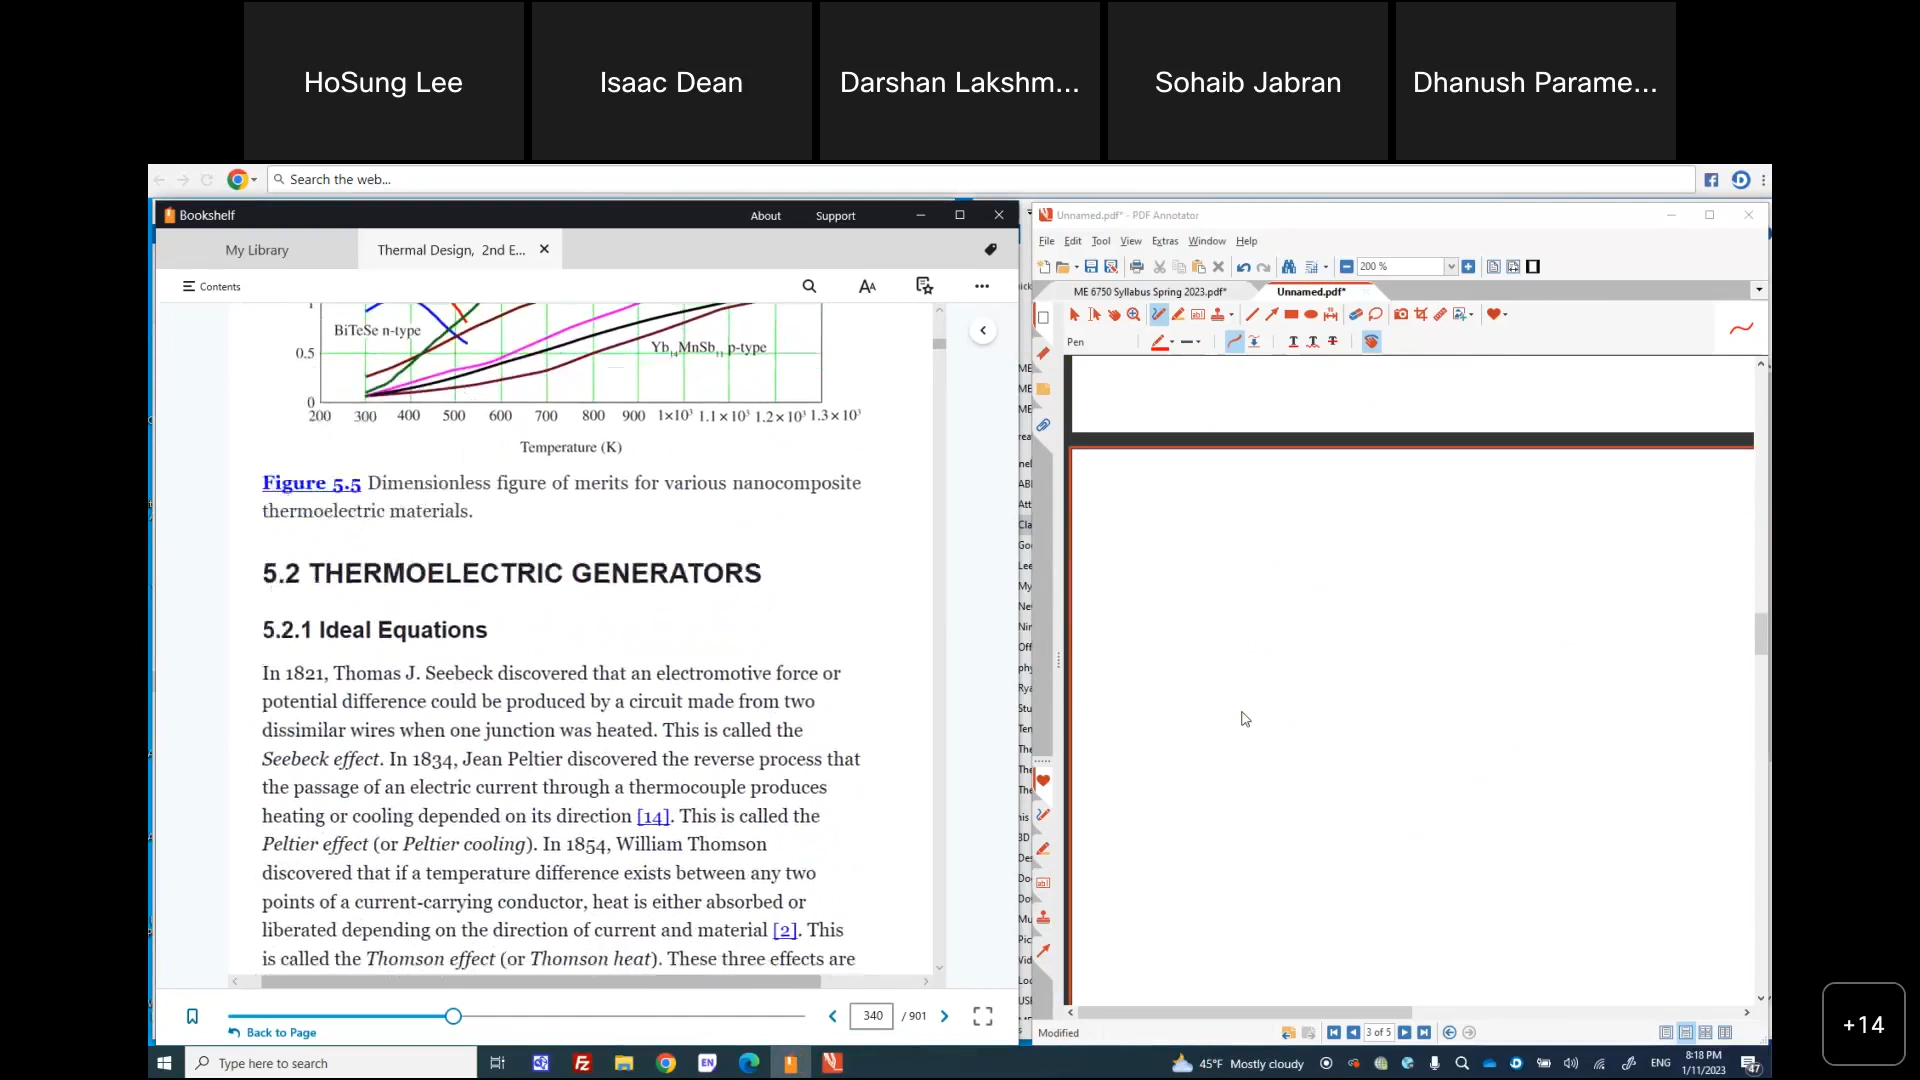 HoSung Lee
Isaac Dean
Darshan Lakshm...
Sohaib Jabran
Dhanush Parame...
Search the web...
Bookshelf
About
Support
My Library
Thermal Design, 2nd E...
Contents
1
BiTeSe n-type
0.5
Yb14MnSb11 p-type
0
200 300 400 500 600 700 800 900 1×10³ 1.1×10³ 1.2×10³ 1.3×10³
Temperature (K)
Figure 5.5 Dimensionless figure of merits for various nanocomposite
thermoelectric materials.
5.2 THERMOELECTRIC GENERATORS
5.2.1 Ideal Equations
In 1821, Thomas J. Seebeck discovered that an electromotive force or
potential difference could be produced by a circuit made from two
dissimilar wires when one junction was heated. This is called the
Seebeck effect. In 1834, Jean Peltier discovered the reverse process that
the passage of an electric current through a thermocouple produces
heating or cooling depended on its direction [14]. This is called the
Peltier effect (or Peltier cooling). In 1854, William Thomson
discovered that if a temperature difference exists between any two
points of a current-carrying conductor, heat is either absorbed or
liberated depending on the direction of current and material [2]. This
is called the Thomson effect (or Thomson heat). These three effects are
Back to Page
340 / 901
Unnamed.pdf* - PDF Annotator
File Edit Tool View Extras Window Help
200 %
ME 6750 Syllabus Spring 2023.pdf*
Unnamed.pdf*
Pen
Modified
3 of 5
Type here to search
EN
45°F Mostly cloudy
ENG
8:18 PM
1/11/2023
47
+14